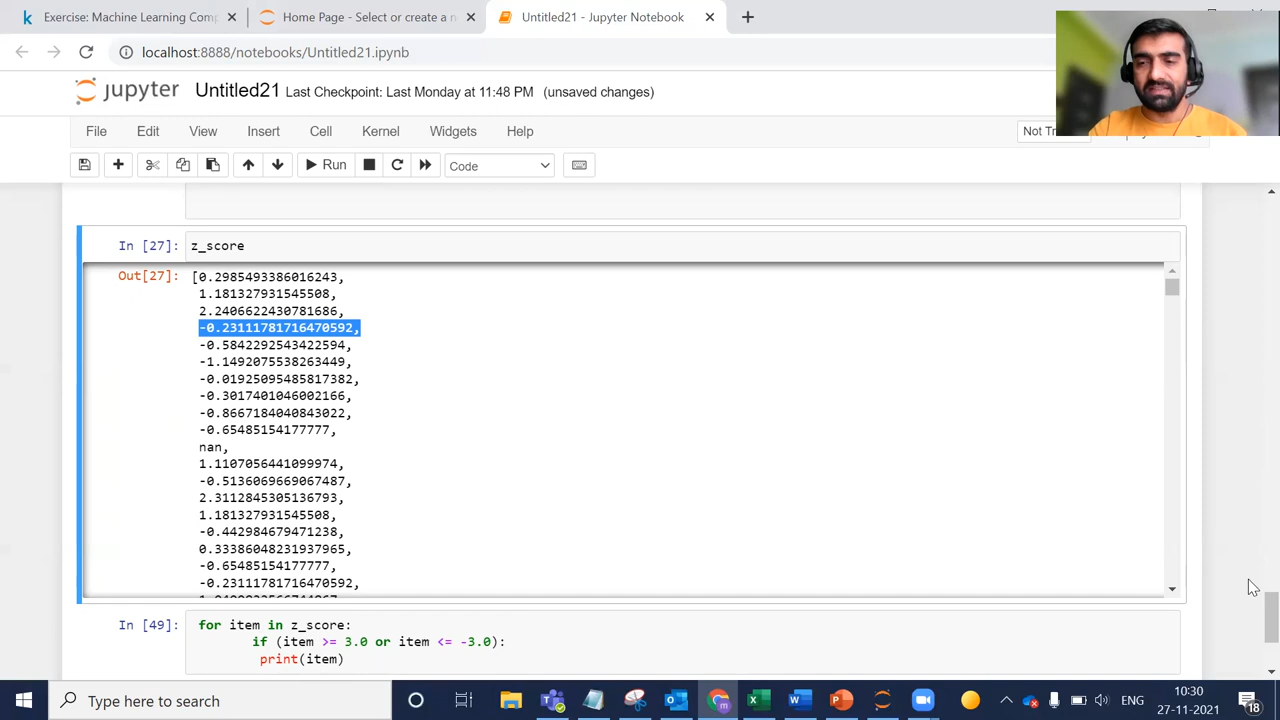 Exercise: Machine Learning Com
Home Page - Select or create a n
Untitled21 - Jupyter Notebook
localhost:8888/notebooks/Untitled21.ipynb
jupyter Untitled21 Last Checkpoint: Last Monday at 11:48 PM (unsaved changes)
File Edit View Insert Cell Kernel Widgets Help
Not Tr
Run
Code
In [27]: z_score
Out[27]: [0.2985493386016243,
1.181327931545508,
2.2406622430781686,
-0.23111781716470592,
-0.5842292543422594,
-1.1492075538263449,
-0.01925095485817382,
-0.3017401046002166,
-0.8667184040843022,
-0.65485154177777,
nan,
1.1107056441099974,
-0.5136069669067487,
2.3112845305136793,
1.181327931545508,
-0.442984679471238,
0.33386048231937965,
-0.65485154177777,
-0.23111781716470592,
In [49]: for item in z_score:
if (item >= 3.0 or item <= -3.0):
print(item)
Type here to search
ENG
10:30
27-11-2021
18